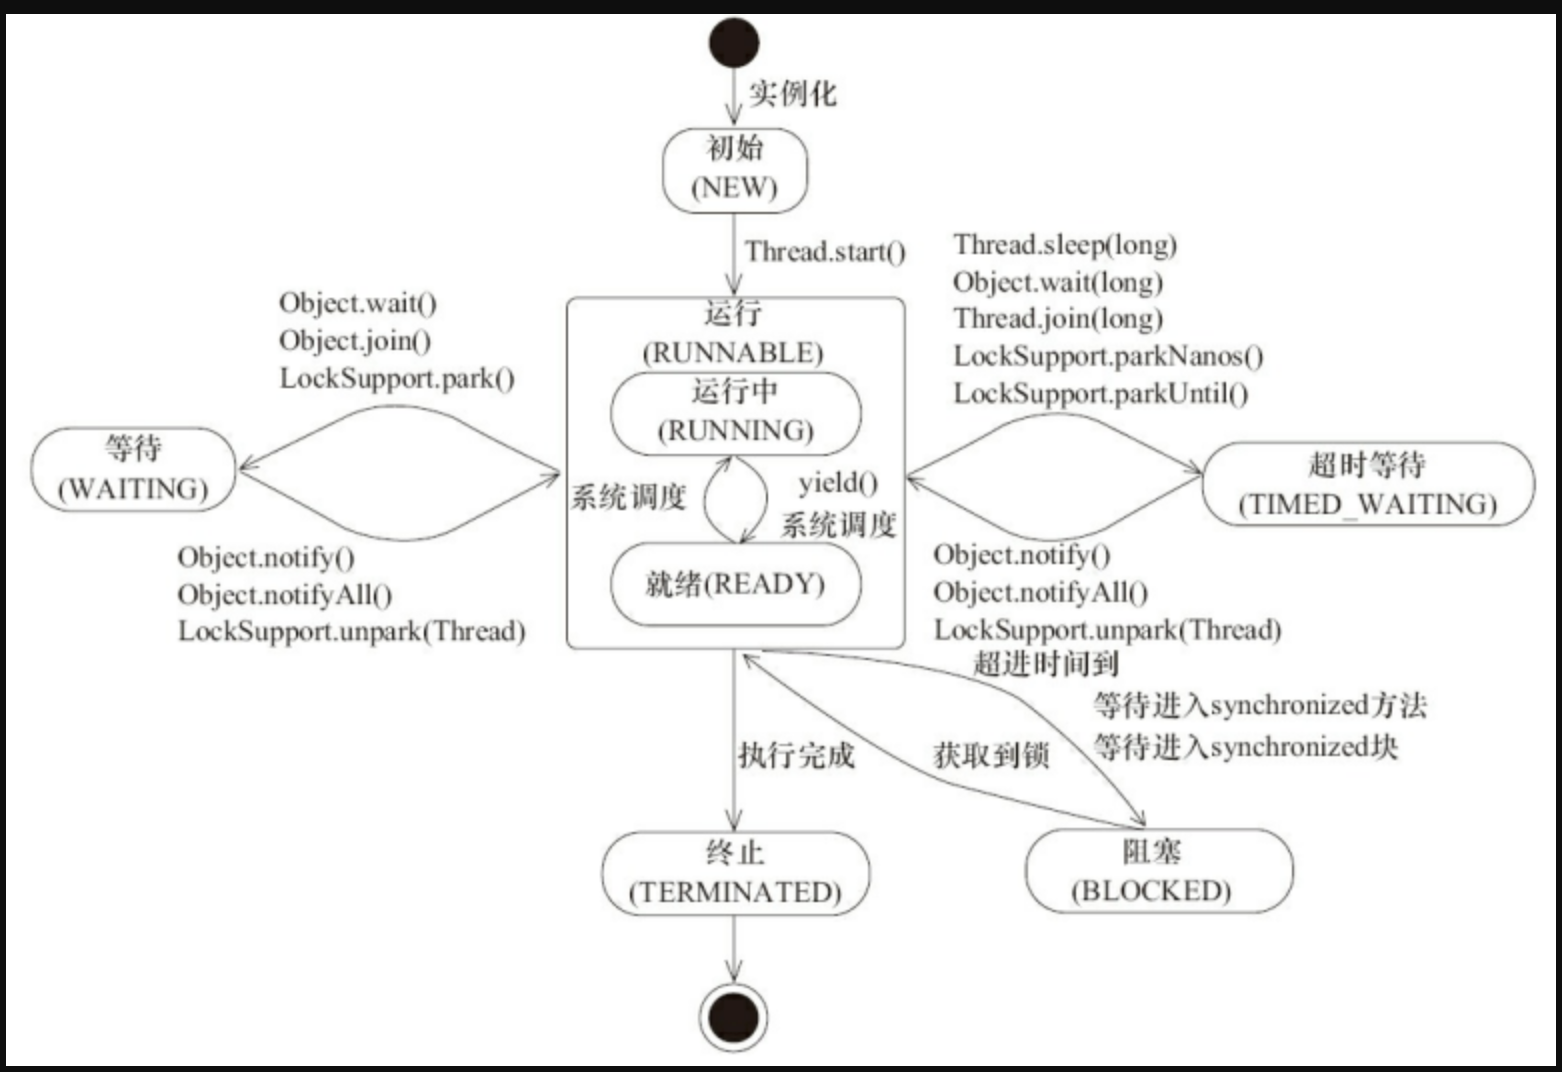 实例化
初始
(NEW)
Thread.start()
Object.wait()
Object.join()
LockSupport.park()
等待
(WAITING)
Object.notify()
Object.notifyAll()
LockSupport.unpark(Thread)
运行
(RUNNABLE)
运行中
(RUNNING)
系统调度
yield()
系统调度
就绪(READY)
Thread.sleep(long)
Object.wait(long)
Thread.join(long)
LockSupport.parkNanos()
LockSupport.parkUntil()
超时等待
(TIMED_WAITING)
Object.notify()
Object.notifyAll()
LockSupport.unpark(Thread)
超进时间到
等待进入synchronized方法
等待进入synchronized块
获取到锁
执行完成
终止
(TERMINATED)
阻塞
(BLOCKED)